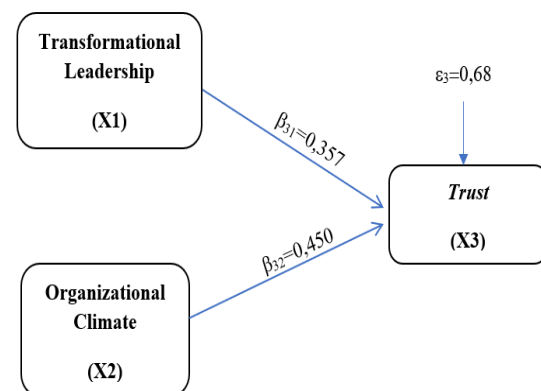 Transformational
Leadership
(X1)
ε₃=0,68
β₃₁=0,357
Trust
(X3)
β₃₂=0,450
Organizational
Climate
(X2)